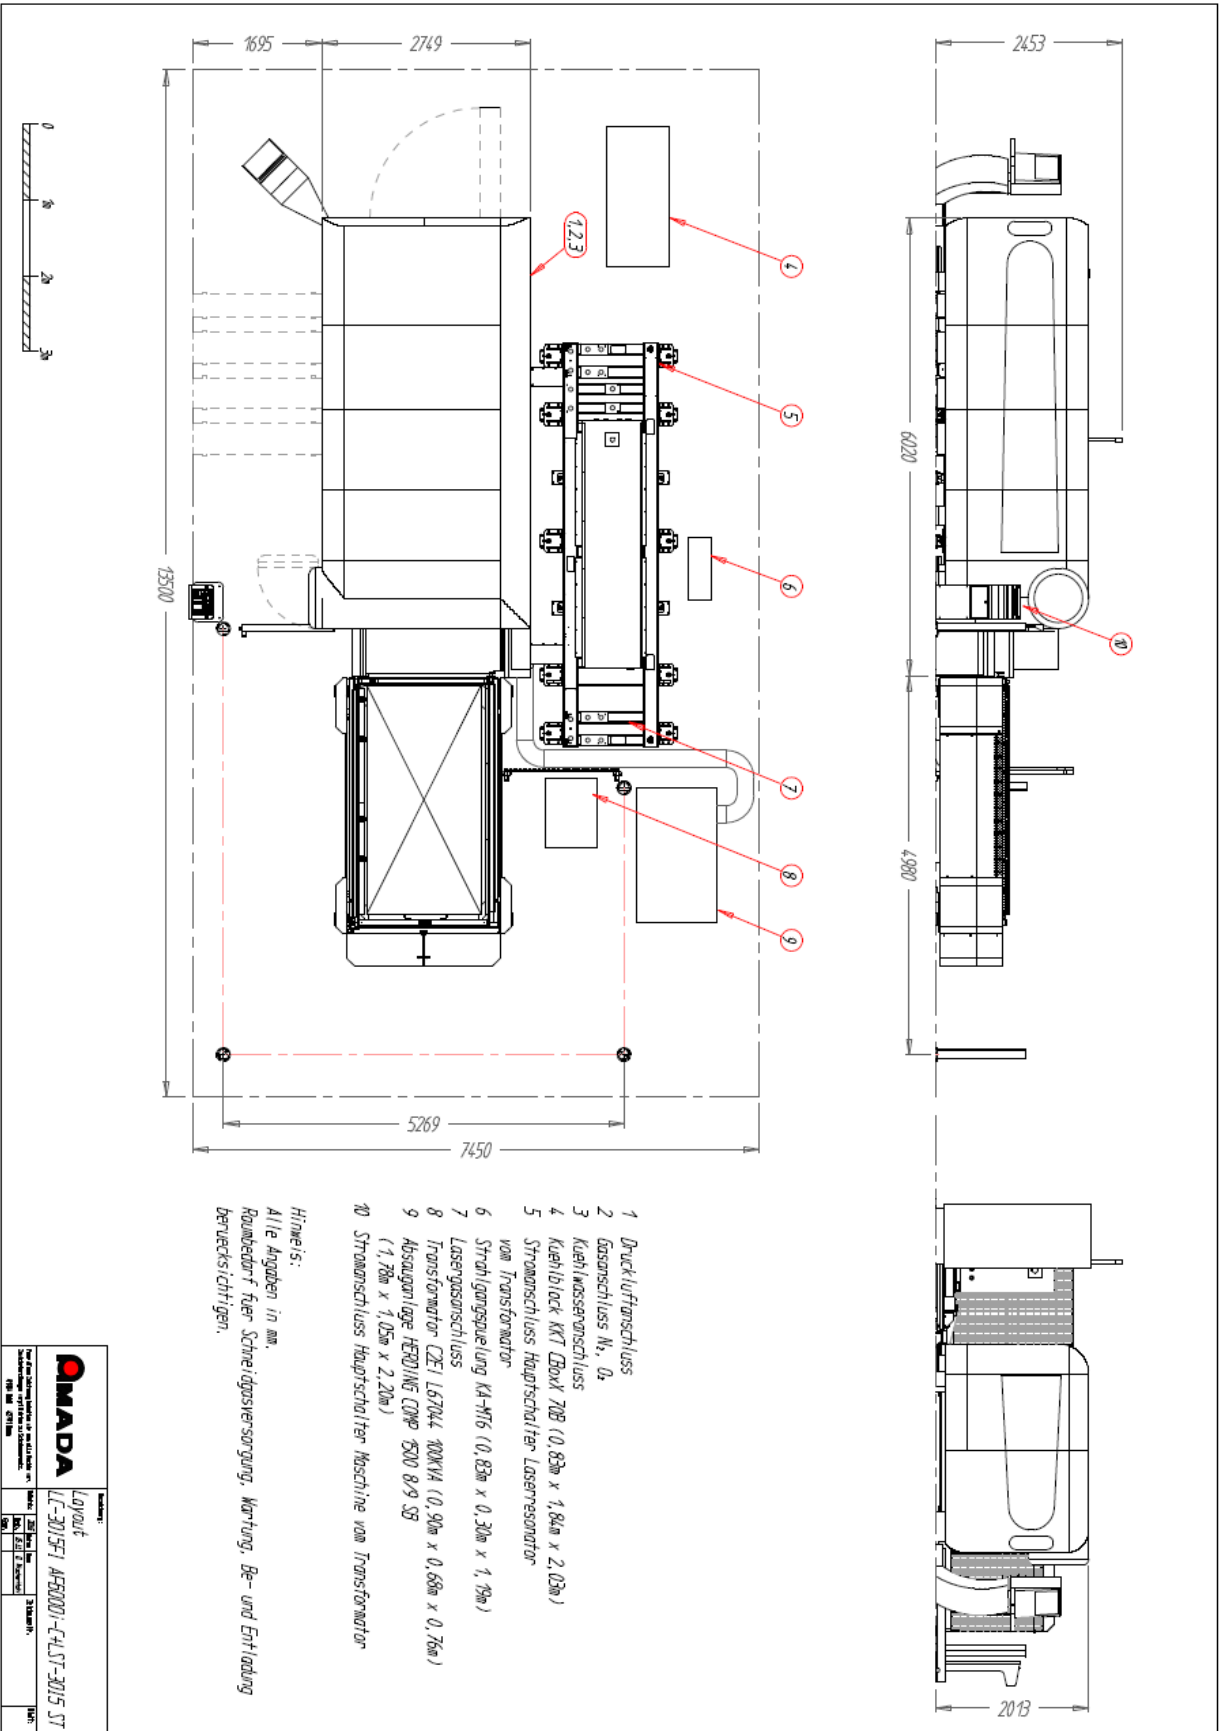 2453
6020
4980
2013
1695
2749
13500
5269
7450
1,2,3
4
5
6
7
8
9
10
0
1m
2m
3m
1 Druckluftanschluss
2 Gasanschluss N₂, O₂
3 Kuehlwasseranschluss
4 Kuehlblock KKT CBoxX 70B (0,83m x 1,84m x 2,03m)
5 Stromanschluss Hauptschalter Laserresonator
vom Transformator
6 Strahlgangspuelung KA-MT6 (0,83m x 0,30m x 1,19m)
7 Lasergasanschluss
8 Transformator C2E1 L67044 100KVA (0,90m x 0,68m x 0,76m)
9 Absauganlage HERDING COMP 1500 8/9 SB
(1,78m x 1,05m x 2,20m)
10 Stromanschluss Hauptschalter Maschine vom Transformator
Hinweis:
Alle Angaben in mm.
Raumbedarf fuer Schneidgasversorgung, Wartung, Be- und Entladung
beruecksichtigen.
AMADA
Layout
LC-3015F1 AF8000i-C+LST-3015 ST